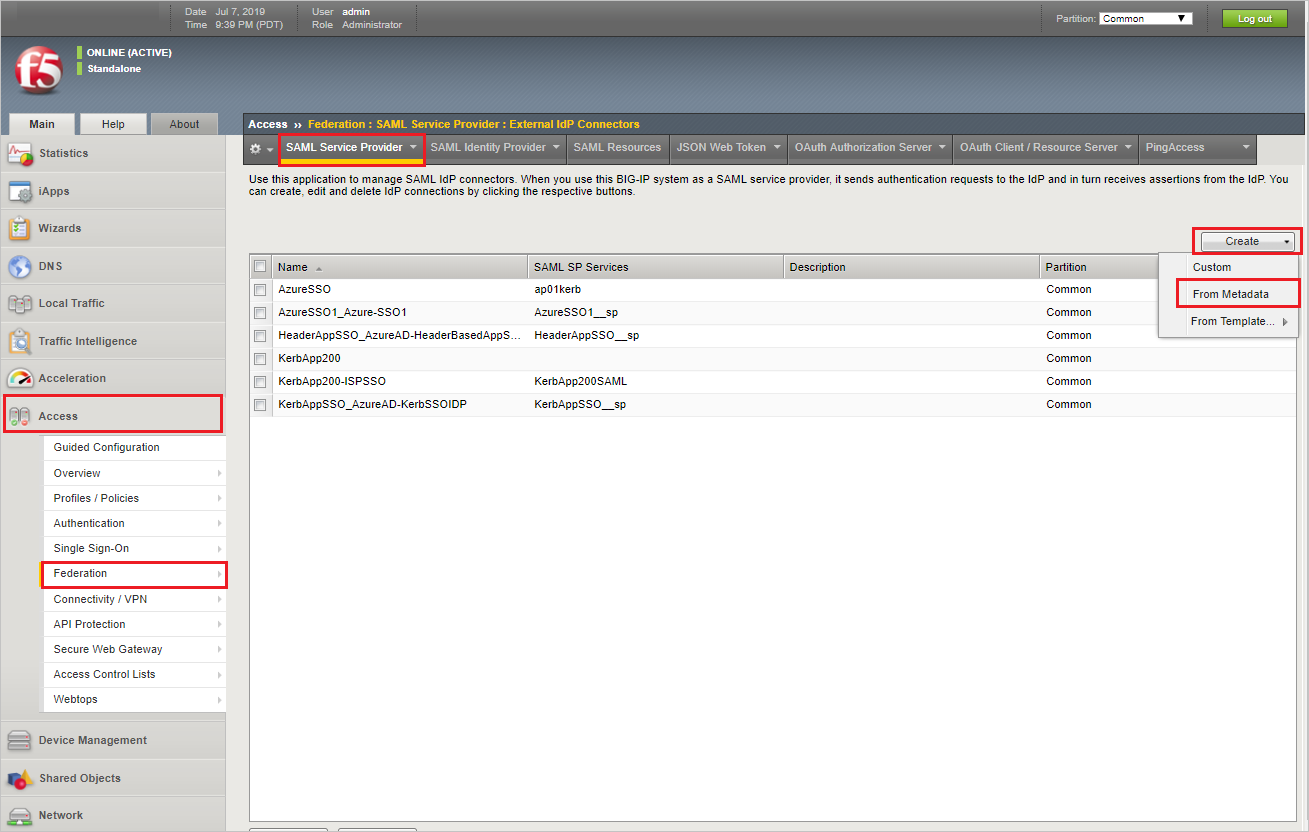 Date Jul 7, 2019 User admin
Time 9:39 PM (PDT) Role Administrator
Partition: Common Log out
f5
ONLINE (ACTIVE)
Standalone
Main Help About
Access ›› Federation : SAML Service Provider : External IdP Connectors
SAML Service Provider SAML Identity Provider SAML Resources JSON Web Token OAuth Authorization Server OAuth Client / Resource Server PingAccess
Use this application to manage SAML IdP connectors. When you use this BIG-IP system as a SAML service provider, it sends authentication requests to the IdP and in turn receives assertions from the IdP. You
can create, edit and delete IdP connections by clicking the respective buttons.
Create
Custom
From Metadata
From Template...
Name SAML SP Services Description Partition
AzureSSO ap01kerb Common
AzureSSO1_Azure-SSO1 AzureSSO1__sp Common
HeaderAppSSO_AzureAD-HeaderBasedAppS... HeaderAppSSO__sp Common
KerbApp200 Common
KerbApp200-ISPSSO KerbApp200SAML Common
KerbAppSSO_AzureAD-KerbSSOIDP KerbAppSSO__sp Common
Statistics
iApps
Wizards
DNS
Local Traffic
Traffic Intelligence
Acceleration
Access
Guided Configuration
Overview
Profiles / Policies
Authentication
Single Sign-On
Federation
Connectivity / VPN
API Protection
Secure Web Gateway
Access Control Lists
Webtops
Device Management
Shared Objects
Network